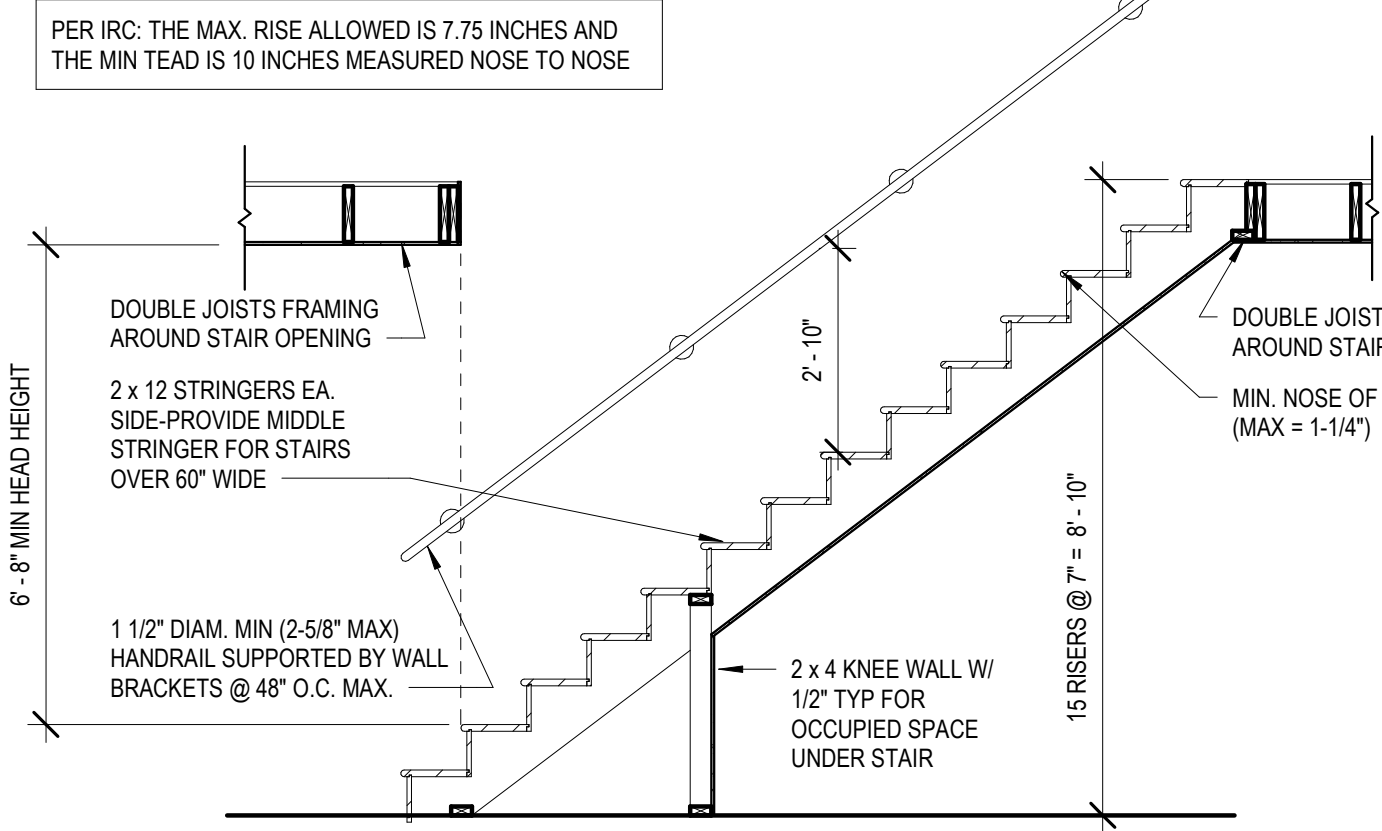 PER IRC: THE MAX. RISE ALLOWED IS 7.75 INCHES AND
THE MIN TEAD IS 10 INCHES MEASURED NOSE TO NOSE
DOUBLE JOISTS FRAMING
AROUND STAIR OPENING
2 x 12 STRINGERS EA.
SIDE-PROVIDE MIDDLE
STRINGER FOR STAIRS
OVER 60" WIDE
6' - 8" MIN HEAD HEIGHT
1 1/2" DIAM. MIN (2-5/8" MAX)
HANDRAIL SUPPORTED BY WALL
BRACKETS @ 48" O.C. MAX.
2' - 10"
2 x 4 KNEE WALL W/
1/2" TYP FOR
OCCUPIED SPACE
UNDER STAIR
15 RISERS @ 7" = 8' - 10"
DOUBLE JOIST
AROUND STAIR
MIN. NOSE OF
(MAX = 1-1/4")